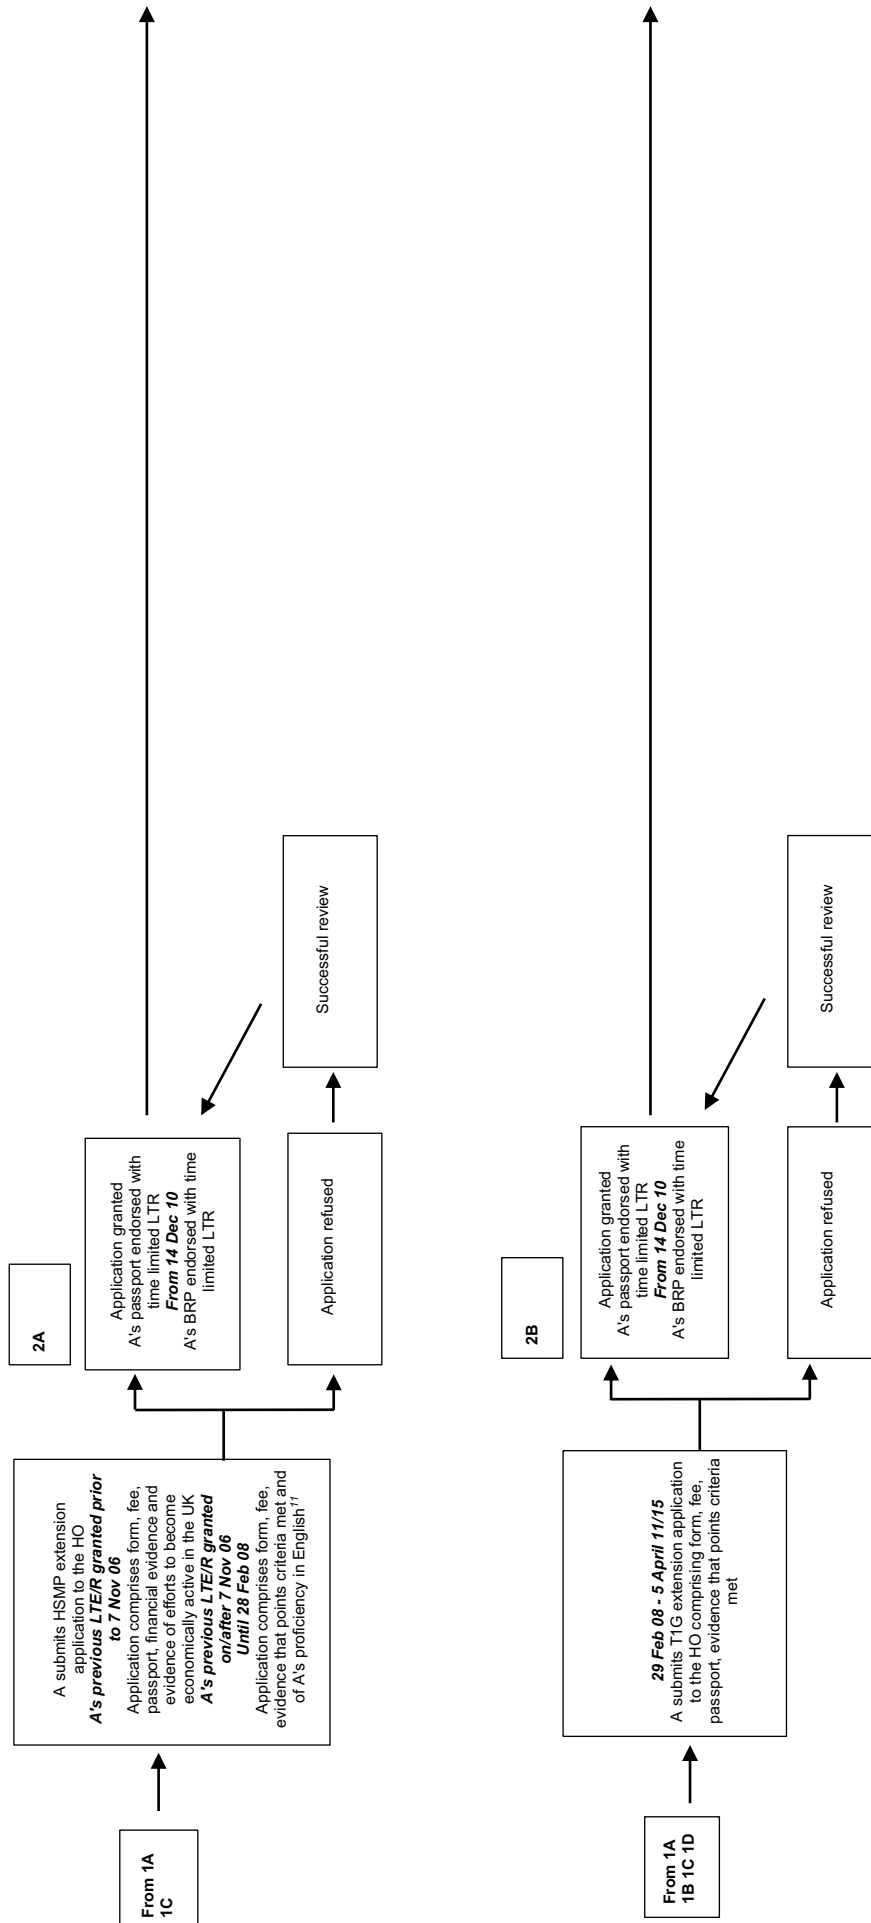 From 1A
1C
A submits HSMP extension
application to the HO
A's previous LTE/R granted prior
to 7 Nov 06
Application comprises form, fee,
passport, financial evidence and
evidence of efforts to become
economically active in the UK
A's previous LTE/R granted
on/after 7 Nov 06
Until 28 Feb 08
Application comprises form, fee,
evidence that points criteria met and
of A's proficiency in English11
2A
Application granted
A's passport endorsed with
time limited LTR
From 14 Dec 10
A's BRP endorsed with time
limited LTR
Application refused
Successful review
From 1A
1B 1C 1D
29 Feb 08 - 5 April 11/15
A submits T1G extension application
to the HO comprising form, fee,
passport, evidence that points criteria
met
2B
Application granted
A's passport endorsed with
time limited LTR
From 14 Dec 10
A's BRP endorsed with time
limited LTR
Application refused
Successful review